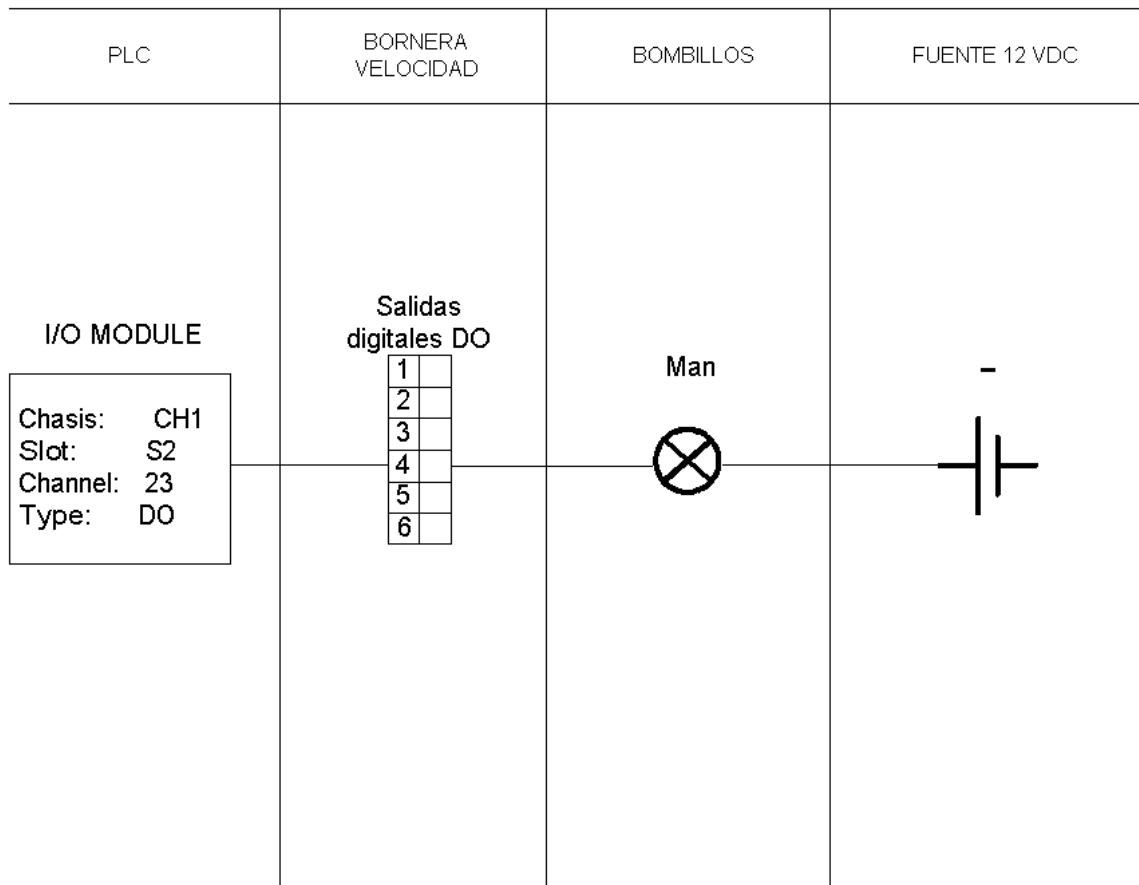 PLC
BORNERA
VELOCIDAD
BOMBILLOS
FUENTE 12 VDC
I/O MODULE
Chasis: CH1
Slot: S2
Channel: 23
Type: DO
Salidas
digitales DO
1
2
3
4
5
6
Man
-